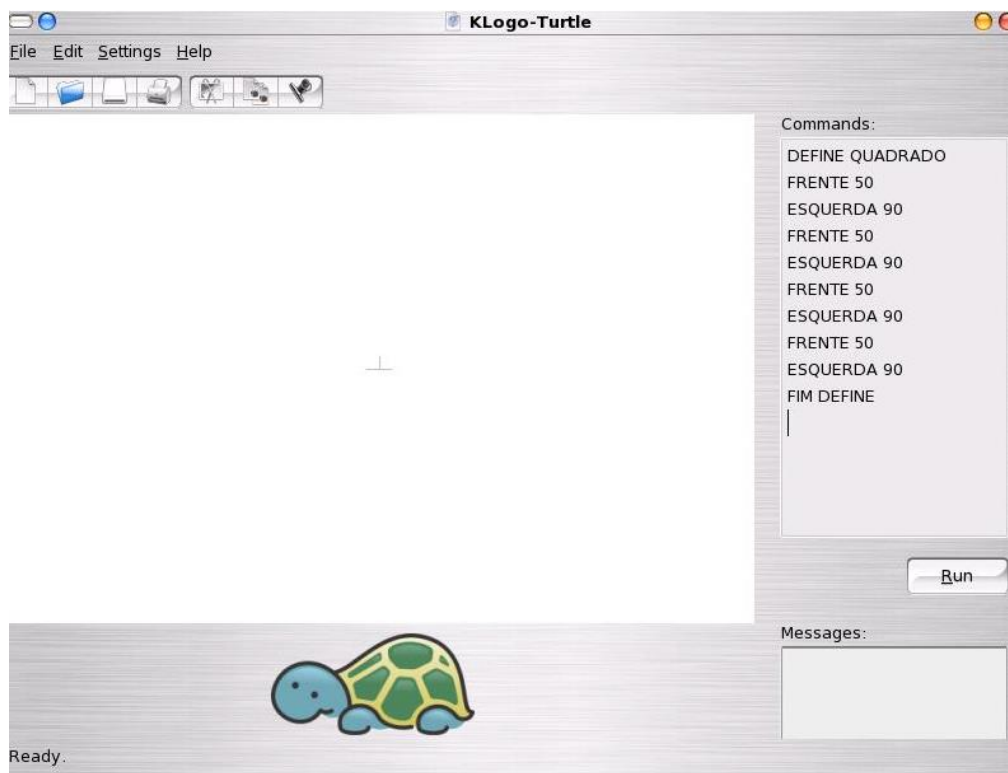 KLogo-Turtle
File Edit Settings Help
Commands:
DEFINE QUADRADO
FRENTE 50
ESQUERDA 90
FRENTE 50
ESQUERDA 90
FRENTE 50
ESQUERDA 90
FRENTE 50
ESQUERDA 90
FIM DEFINE
Run
Messages:
Ready.